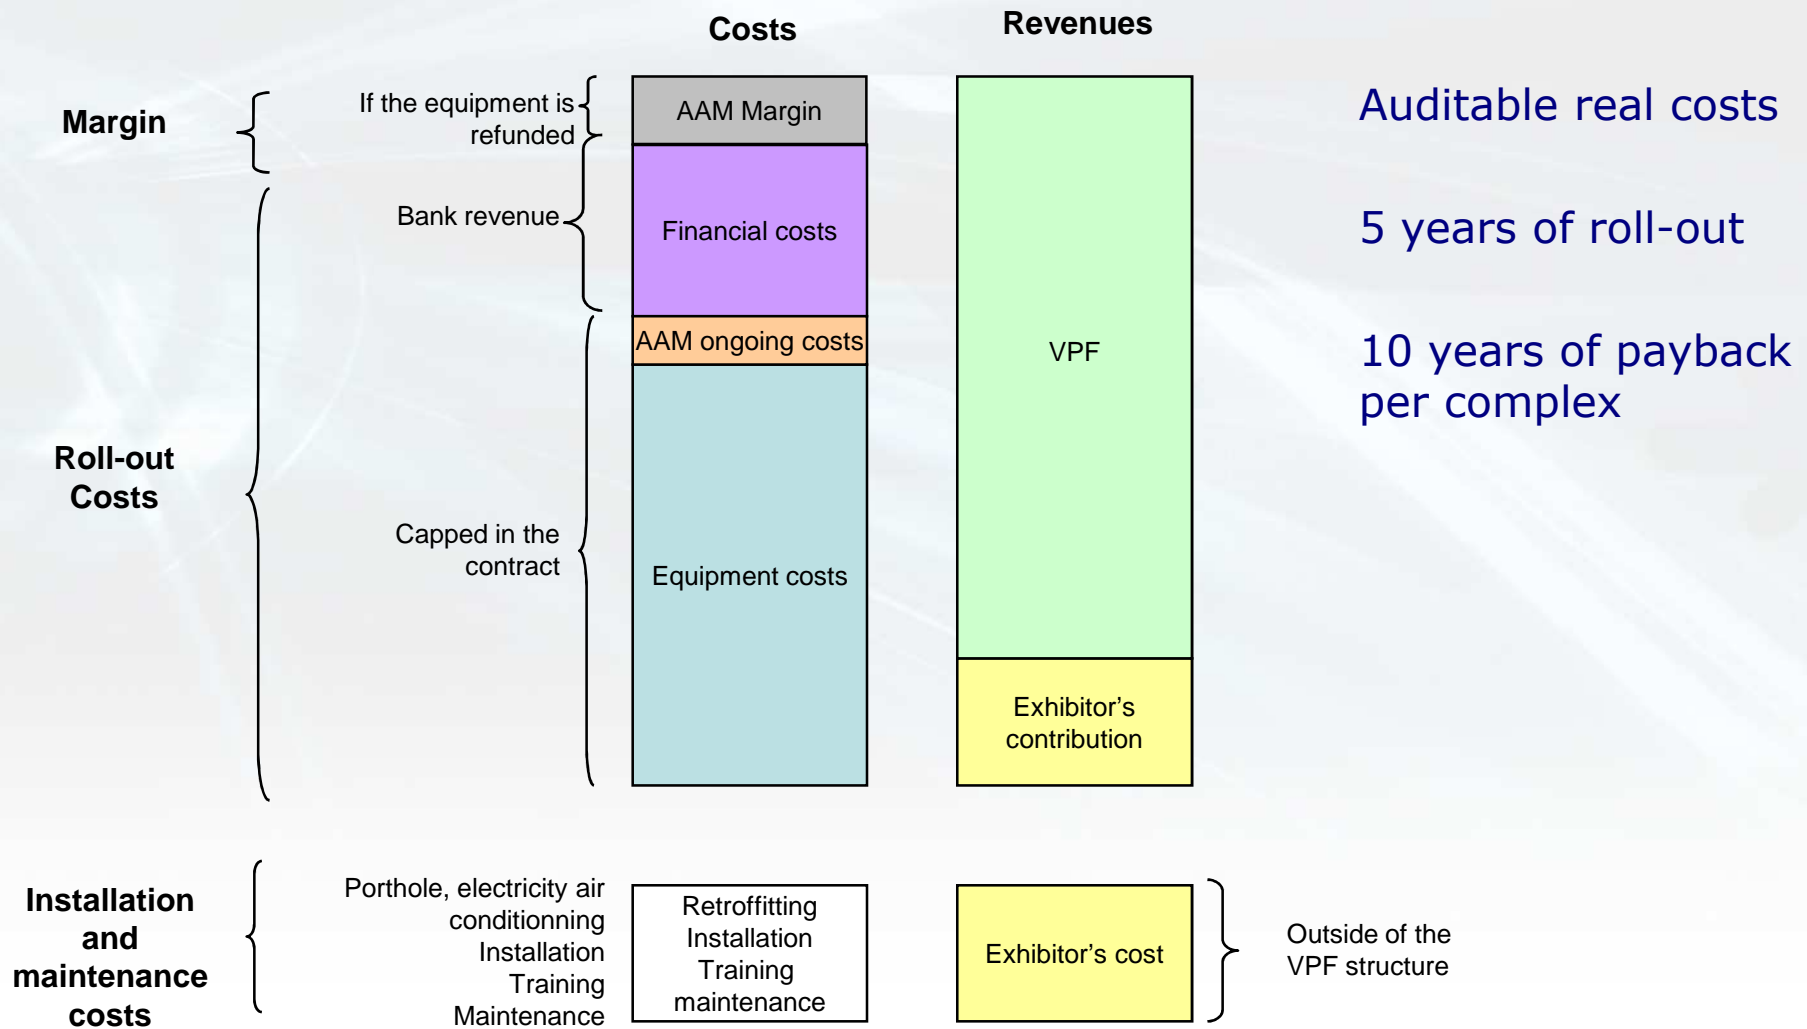 Costs
Revenues
Margin
If the equipment is
refunded
AAM Margin
Auditable real costs
Bank revenue
Financial costs
5 years of roll-out
AAM ongoing costs
VPF
10 years of payback
per complex
Roll-out
Costs
Capped in the
contract
Equipment costs
Exhibitor’s
contribution
Installation
and
maintenance
costs
Porthole, electricity air
conditionning
Installation
Training
Maintenance
Retroffitting
Installation
Training
maintenance
Exhibitor’s cost
Outside of the
VPF structure